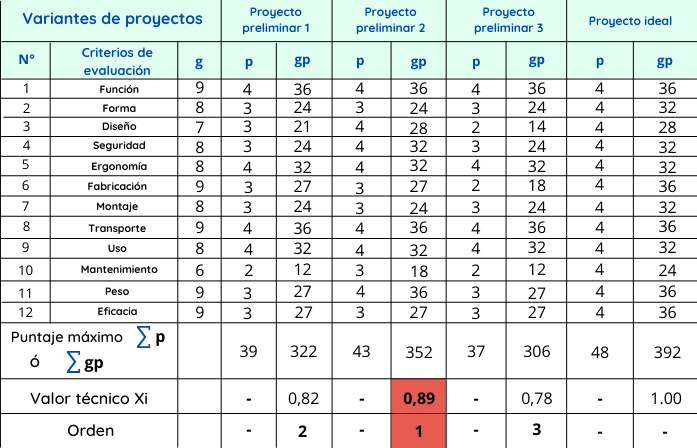 Variantes de proyectos Proyecto preliminar 1 Proyecto preliminar 2 Proyecto preliminar 3 Proyecto ideal
N° Criterios de evaluación g p gp p gp p gp p gp
1 Función 9 4 36 4 36 4 36 4 36
2 Forma 8 3 24 3 24 3 24 4 32
3 Diseño 7 3 21 4 28 2 14 4 28
4 Seguridad 8 3 24 4 32 3 24 4 32
5 Ergonomía 8 4 32 4 32 4 32 4 32
6 Fabricación 9 3 27 3 27 2 18 4 36
7 Montaje 8 3 24 3 24 3 24 4 32
8 Transporte 9 4 36 4 36 4 36 4 36
9 Uso 8 4 32 4 32 4 32 4 32
10 Mantenimiento 6 2 12 3 18 2 12 4 24
11 Peso 9 3 27 4 36 3 27 4 36
12 Eficacia 9 3 27 3 27 3 27 4 36
Puntaje máximo ∑ p ó ∑ gp 39 322 43 352 37 306 48 392
Valor técnico Xi - 0,82 - 0,89 - 0,78 - 1.00
Orden - 2 - 1 - 3 - -